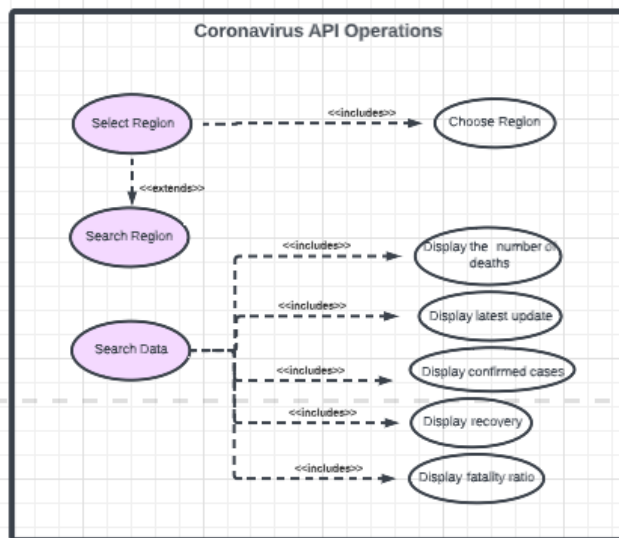 Coronavirus API Operations
Select Region
<<includes>>
Choose Region
<<extends>>
Search Region
<<includes>>
Display the number of
deaths
<<includes>>
Display latest update
Search Data
<<includes>>
Display confirmed cases
<<includes>>
Display recovery
<<includes>>
Display fatality ratio